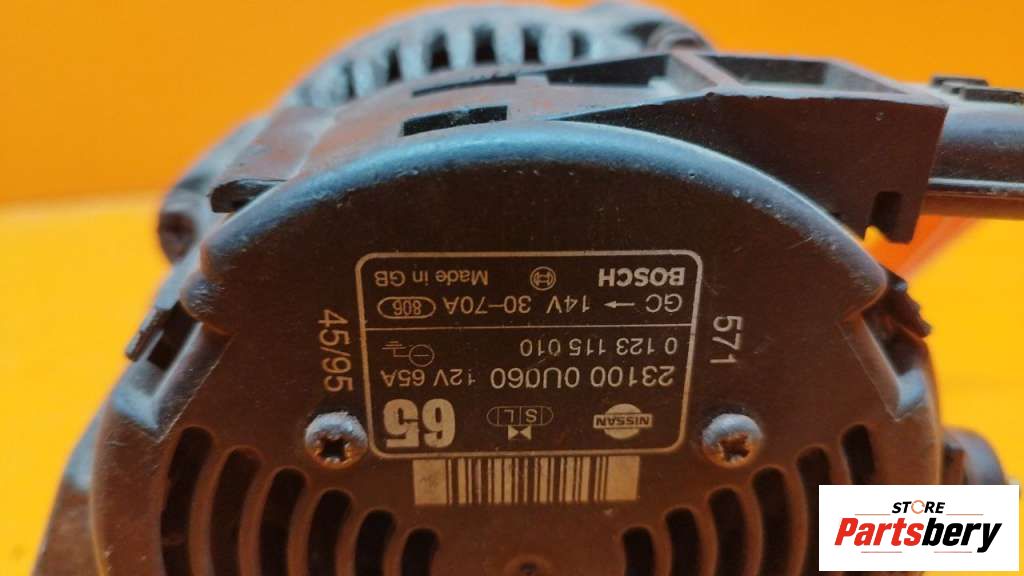 BOSCH Made in GB
GC → 14V 30-70A 806
0 123 115 010
23100 0U060 12V 65A
NISSAN S L 65
571
45/95
STORE
Partsbery